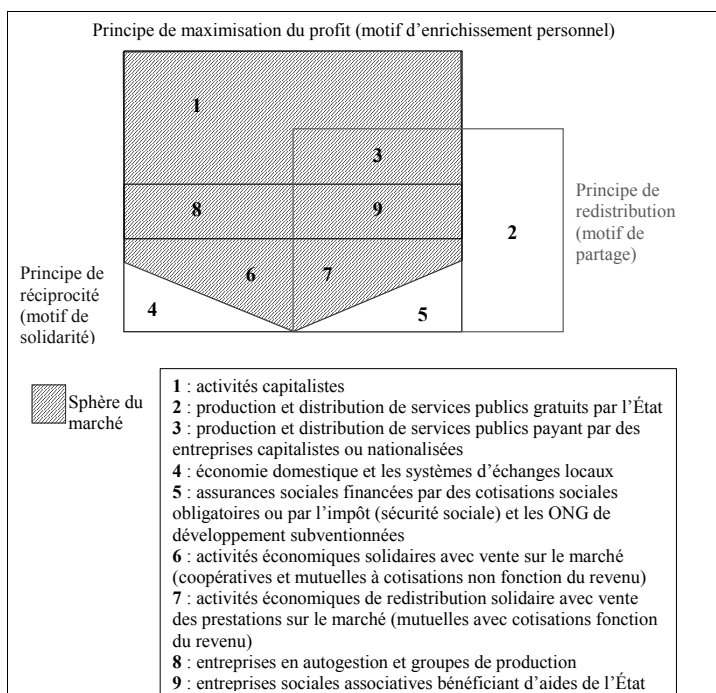 Principe de maximisation du profit (motif d'enrichissement personnel)
1
3
8
9
2
Principe de
redistribution
(motif de
partage)
Principe de
réciprocité
(motif de
solidarité)
6
7
4
5
Sphère du
marché
1 : activités capitalistes
2 : production et distribution de services publics gratuits par l'État
3 : production et distribution de services publics payant par des
entreprises capitalistes ou nationalisées
4 : économie domestique et les systèmes d'échanges locaux
5 : assurances sociales financées par des cotisations sociales
obligatoires ou par l'impôt (sécurité sociale) et les ONG de
développement subventionnées
6 : activités économiques solidaires avec vente sur le marché
(coopératives et mutuelles à cotisations non fonction du revenu)
7 : activités économiques de redistribution solidaire avec vente
des prestations sur le marché (mutuelles avec cotisations fonction
du revenu)
8 : entreprises en autogestion et groupes de production
9 : entreprises sociales associatives bénéficiant d'aides de l'État